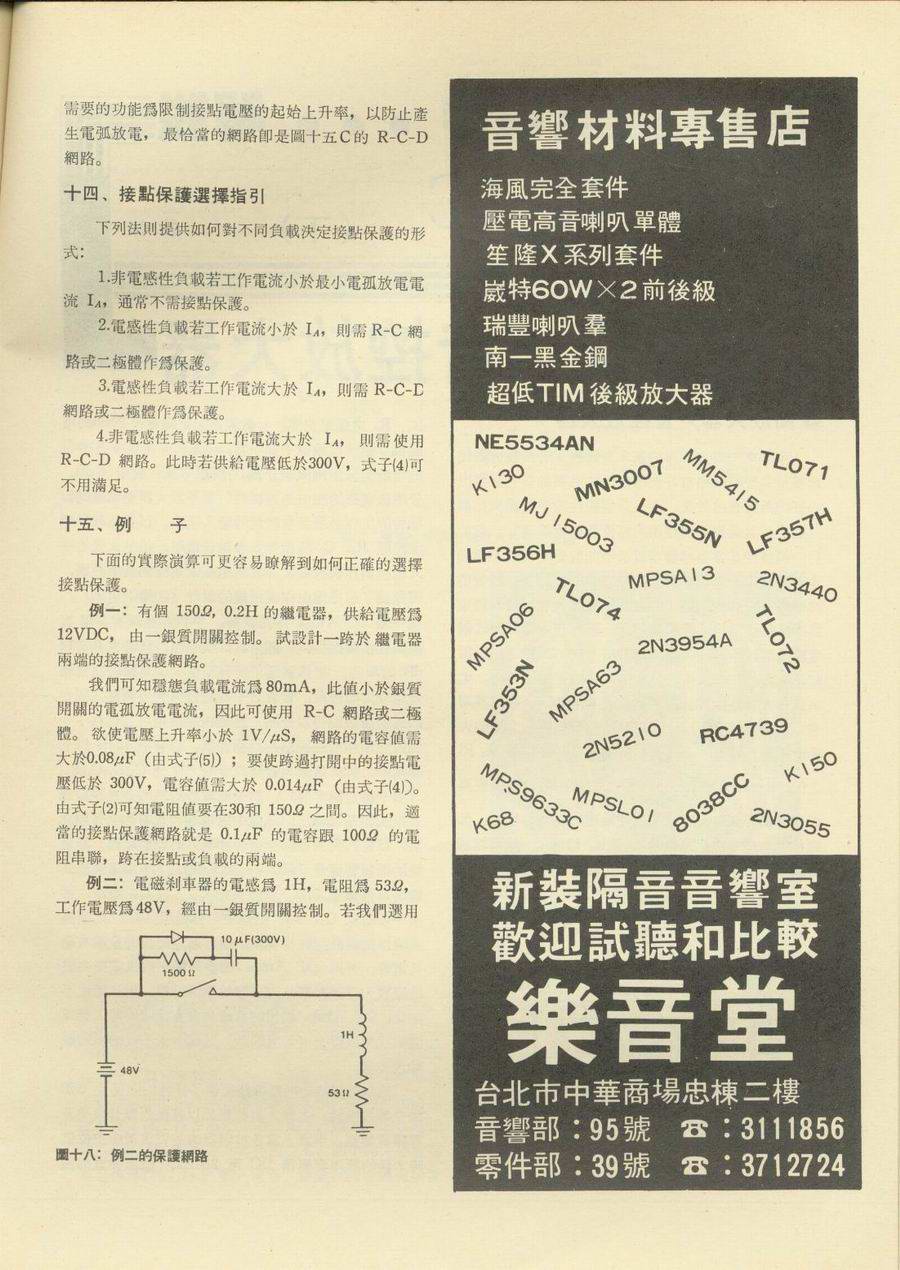 需要的功能爲限制接點電壓的起始上升率，以防止產
生電弧放電，最恰當的網路卽是圖十五C的 R-C-D
網路。
十四、接點保護選擇指引
下列法則提供如何對不同負載決定接點保護的形
式：
1.非電感性負載若工作電流小於最小電孤放電電
流 IA，通常不需接點保護。
2.電感性負載若工作電流小於 IA，則需 R-C 網
路或二極體作爲保護。
3.電感性負載若工作電流大於 IA，則需 R-C-D
網路或二極體作爲保護。
4.非電感性負載若工作電流大於 IA，則需使用
R-C-D 網路。此時若供給電壓低於300V，式子(4)可
不用滿足。
十五、例　子
下面的實際演算可更容易瞭解到如何正確的選擇
接點保護。
例一：有個 150Ω, 0.2H 的繼電器，供給電壓爲
12VDC，由一銀質開關控制。試設計一跨於繼電器
兩端的接點保護網路。
我們可知穩態負載電流爲80mA，此值小於銀質
開關的電孤放電電流，因此可使用 R-C 網路或二極
體。欲使電壓上升率小於 1V/μS，網路的電容值需
大於0.08μF（由式子(5)）；要使跨過打開中的接點電
壓低於 300V，電容值需大於 0.014μF（由式子(4)）。
由式子(2)可知電阻值要在30和 150Ω 之間。因此，適
當的接點保護網路就是 0.1μF 的電容跟 100Ω 的電
阻串聯，跨在接點或負載的兩端。
例二：電磁刹車器的電感爲 1H，電阻爲 53Ω，
工作電壓爲48V，經由一銀質開關控制。若我們選用
10μF(300V)
1500Ω
1H
48V
53Ω
圖十八：例二的保護網路
音響材料專售店
海風完全套件
壓電高音喇叭單體
笙隆X系列套件
崴特60W×2前後級
瑞豐喇叭羣
南一黑金鋼
超低TIM後級放大器
NE5534AN
K130
MN3007
MM5415
TL071
MJ15003
LF355N
LF357H
LF356H
TL074
MPSA13
2N3440
MPSA06
2N3954A
TL072
LF353N
MPSA63
2N5210
RC4739
K150
MPS9633C
MPSL01
8038CC
K68
2N3055
新裝隔音音響室
歡迎試聽和比較
樂音堂
台北市中華商場忠棟二樓
音響部：95號 ☎：3111856
零件部：39號 ☎：3712724